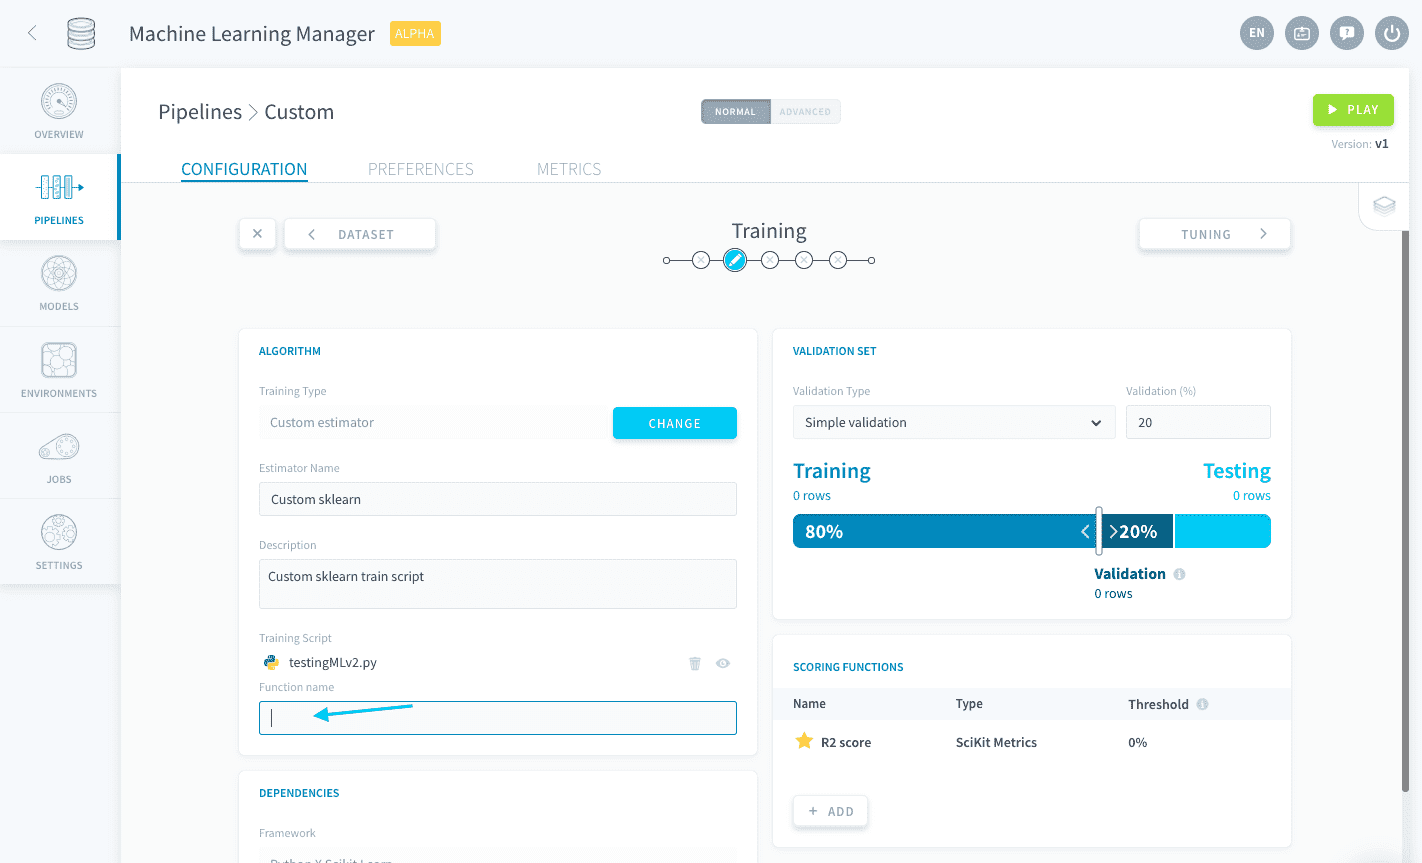 Machine Learning Manager
ALPHA
EN
OVERVIEW
PIPELINES
MODELS
ENVIRONMENTS
JOBS
SETTINGS
Pipelines > Custom
NORMAL
ADVANCED
PLAY
Version: v1
CONFIGURATION
PREFERENCES
METRICS
DATASET
Training
TUNING
ALGORITHM
Training Type
Custom estimator
CHANGE
Estimator Name
Custom sklearn
Description
Custom sklearn train script
Training Script
testingMLv2.py
Function name
DEPENDENCIES
Framework
Python X Scikit Learn
VALIDATION SET
Validation Type
Validation (%)
Simple validation
20
Training
Testing
0 rows
0 rows
80%
20%
Validation
0 rows
SCORING FUNCTIONS
Name Type Threshold
R2 score SciKit Metrics 0%
+ ADD